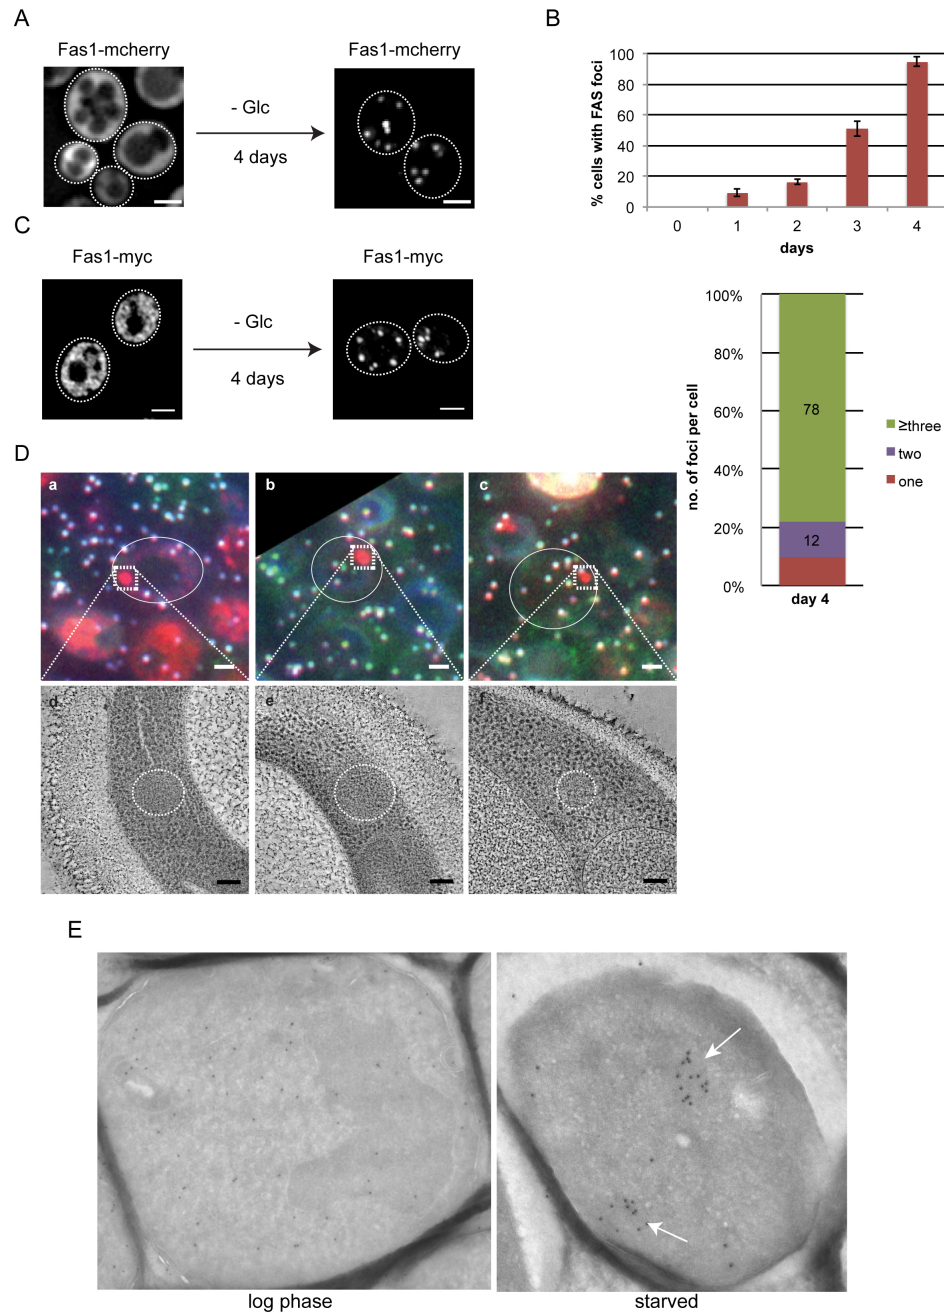 A
Fas1-mcherry
- Glc
4 days
Fas1-mcherry
B
% cells with FAS foci
100
80
60
40
20
0
0 1 2 3 4
days
C
Fas1-myc
- Glc
4 days
Fas1-myc
no. of foci per cell
100%
80%
60%
40%
20%
0%
78
12
≥three
two
one
day 4
D
a
b
c
d
e
f
E
log phase
starved